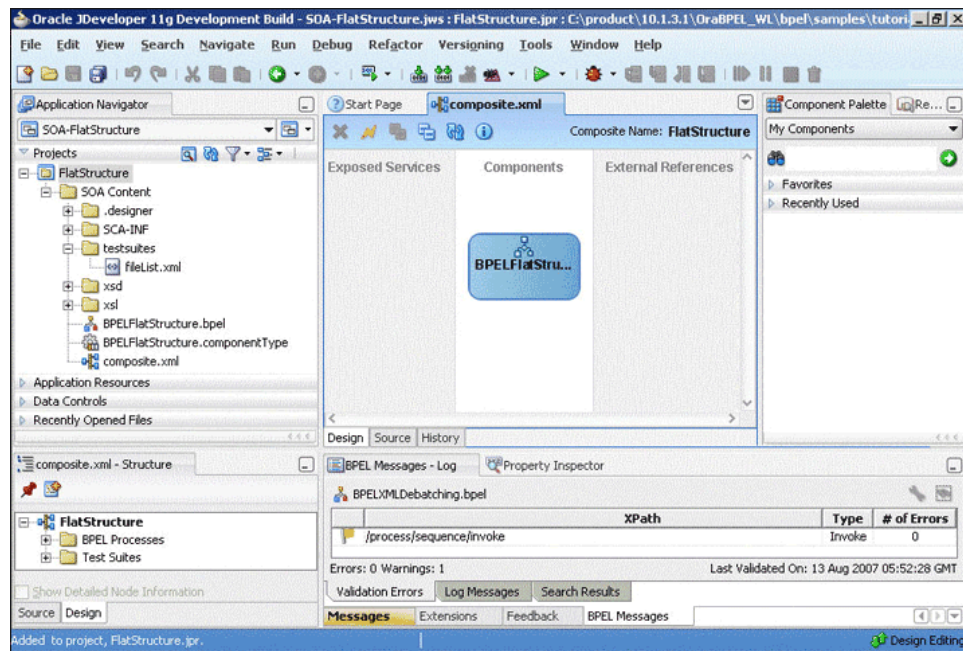 Oracle JDeveloper 11g Development Build - SOA-FlatStructure.jws : FlatStructure.jpr : C:\product\10.1.3.1\OraBPEL_WL\bpel\samples\tutori
File Edit View Search Navigate Run Debug Refactor Versioning Tools Window Help
Application Navigator
SOA-FlatStructure
Projects
FlatStructure
SOA Content
.designer
SCA-INF
testsuites
fileList.xml
xsd
xsl
BPELFlatStructure.bpel
BPELFlatStructure.componentType
composite.xml
Application Resources
Data Controls
Recently Opened Files
Start Page composite.xml
Composite Name: FlatStructure
Exposed Services Components External References
BPELFlatStru...
Design Source History
Component Palette Re...
My Components
Favorites
Recently Used
composite.xml - Structure
FlatStructure
BPEL Processes
Test Suites
Show Detailed Node Information
Source Design
BPEL Messages - Log Property Inspector
BPELXMLDebatching.bpel
XPath Type # of Errors
/process/sequence/invoke Invoke 0
Errors: 0 Warnings: 1 Last Validated On: 13 Aug 2007 05:52:28 GMT
Validation Errors Log Messages Search Results
Messages Extensions Feedback BPEL Messages
Added to project, FlatStructure.jpr. Design Editing